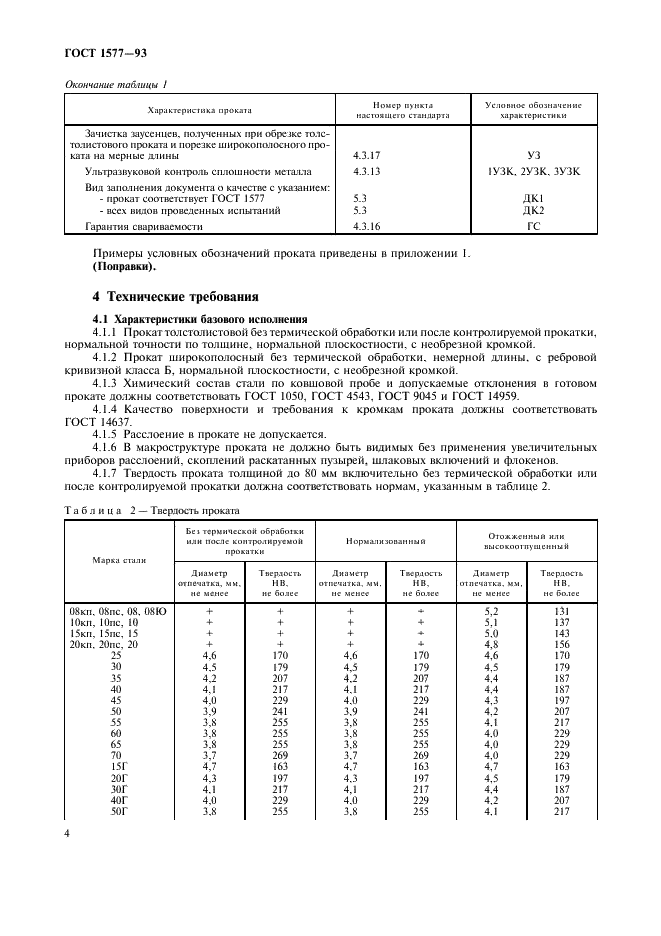 ГОСТ 1577—93
Окончание таблицы 1
Характеристика проката
Номер пункта настоящего стандарта
Условное обозначение характеристики
Зачистка заусенцев, полученных при обрезке толс-
толистового проката и порезке широкополосного про-
ката на мерные длины 4.3.17 УЗ
Ультразвуковой контроль сплошности металла 4.3.13 1УЗК, 2УЗК, 3УЗК
Вид заполнения документа о качестве с указанием:
- прокат соответствует ГОСТ 1577 5.3 ДК1
- всех видов проведенных испытаний 5.3 ДК2
Гарантия свариваемости 4.3.16 ГС
Примеры условных обозначений проката приведены в приложении 1.
(Поправки).
4 Технические требования
4.1 Характеристики базового исполнения
4.1.1 Прокат толстолистовой без термической обработки или после контролируемой прокатки,
нормальной точности по толщине, нормальной плоскостности, с необрезной кромкой.
4.1.2 Прокат широкополосный без термической обработки, немерной длины, с ребровой
кривизной класса Б, нормальной плоскостности, с необрезной кромкой.
4.1.3 Химический состав стали по ковшовой пробе и допускаемые отклонения в готовом
прокате должны соответствовать ГОСТ 1050, ГОСТ 4543, ГОСТ 9045 и ГОСТ 14959.
4.1.4 Качество поверхности и требования к кромкам проката должны соответствовать
ГОСТ 14637.
4.1.5 Расслоение в прокате не допускается.
4.1.6 В макроструктуре проката не должно быть видимых без применения увеличительных
приборов расслоений, скоплений раскатанных пузырей, шлаковых включений и флокенов.
4.1.7 Твердость проката толщиной до 80 мм включительно без термической обработки или
после контролируемой прокатки должна соответствовать нормам, указанным в таблице 2.
Таблица 2 — Твердость проката
Марка стали
Без термической обработки
или после контролируемой
прокатки
Нормализованный
Отожженный или
высокоотпущенный
Диаметр отпечатка, мм, не менее
Твердость НВ, не более
Диаметр отпечатка, мм, не менее
Твердость НВ, не более
Диаметр отпечатка, мм, не менее
Твердость НВ, не более
08кп, 08пс, 08, 08Ю + + + + 5,2 131
10кп, 10пс, 10 + + + + 5,1 137
15кп, 15пс, 15 + + + + 5,0 143
20кп, 20пс, 20 + + + + 4,8 156
25 4,6 170 4,6 170 4,6 170
30 4,5 179 4,5 179 4,5 179
35 4,2 207 4,2 207 4,4 187
40 4,1 217 4,1 217 4,4 187
45 4,0 229 4,0 229 4,3 197
50 3,9 241 3,9 241 4,2 207
55 3,8 255 3,8 255 4,1 217
60 3,8 255 3,8 255 4,0 229
65 3,8 255 3,8 255 4,0 229
70 3,7 269 3,7 269 4,0 229
15Г 4,7 163 4,7 163 4,7 163
20Г 4,3 197 4,3 197 4,5 179
30Г 4,1 217 4,1 217 4,4 187
40Г 4,0 229 4,0 229 4,2 207
50Г 3,8 255 3,8 255 4,1 217
4